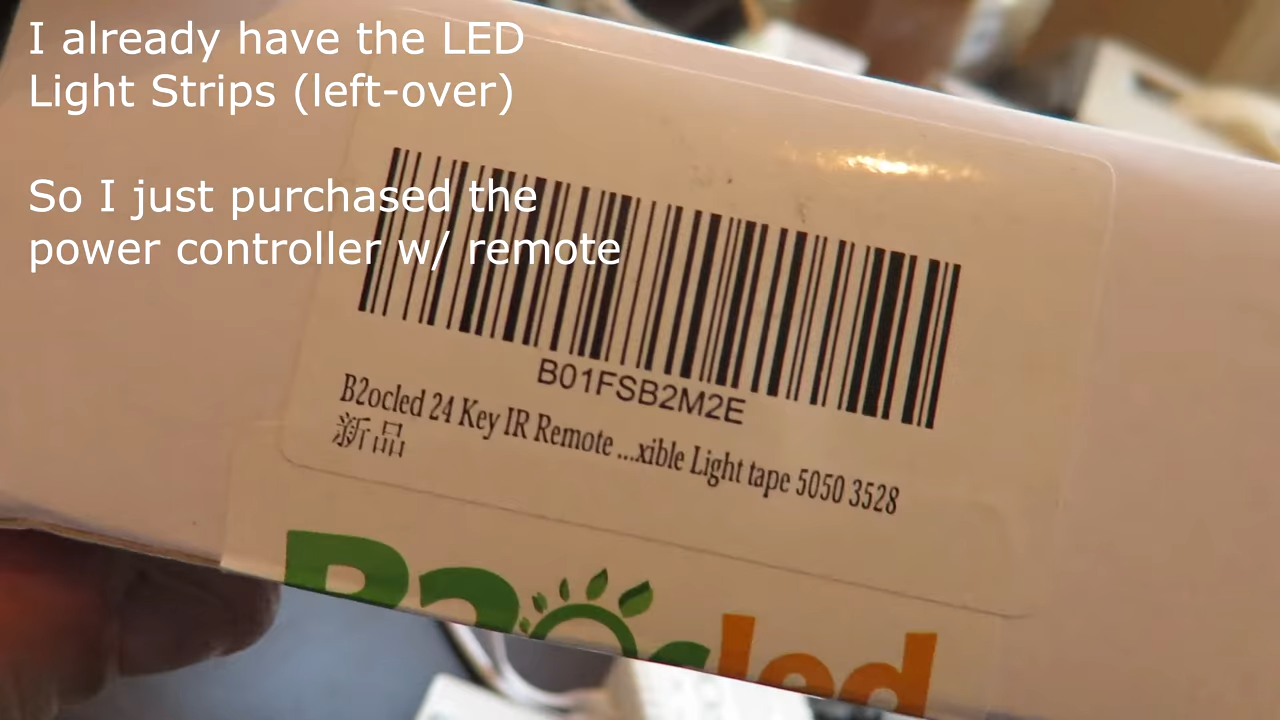 I already have the LED
Light Strips (left-over)
So I just purchased the
power controller w/ remote
B01FSB2M2E
B2ocled 24 Key IR Remote ...xible Light tape 5050 3528
新品
B2ocled